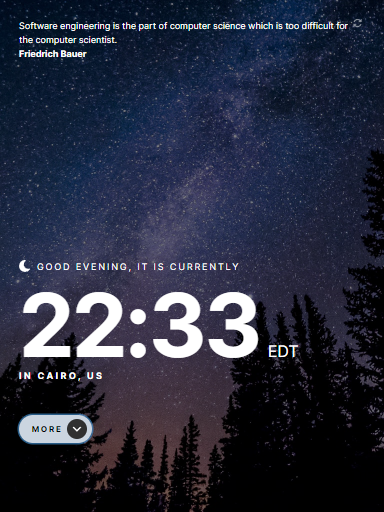 Software engineering is the part of computer science which is too difficult for
the computer scientist.
Friedrich Bauer
GOOD EVENING, IT IS CURRENTLY
22:33 EDT
IN CAIRO, US
MORE